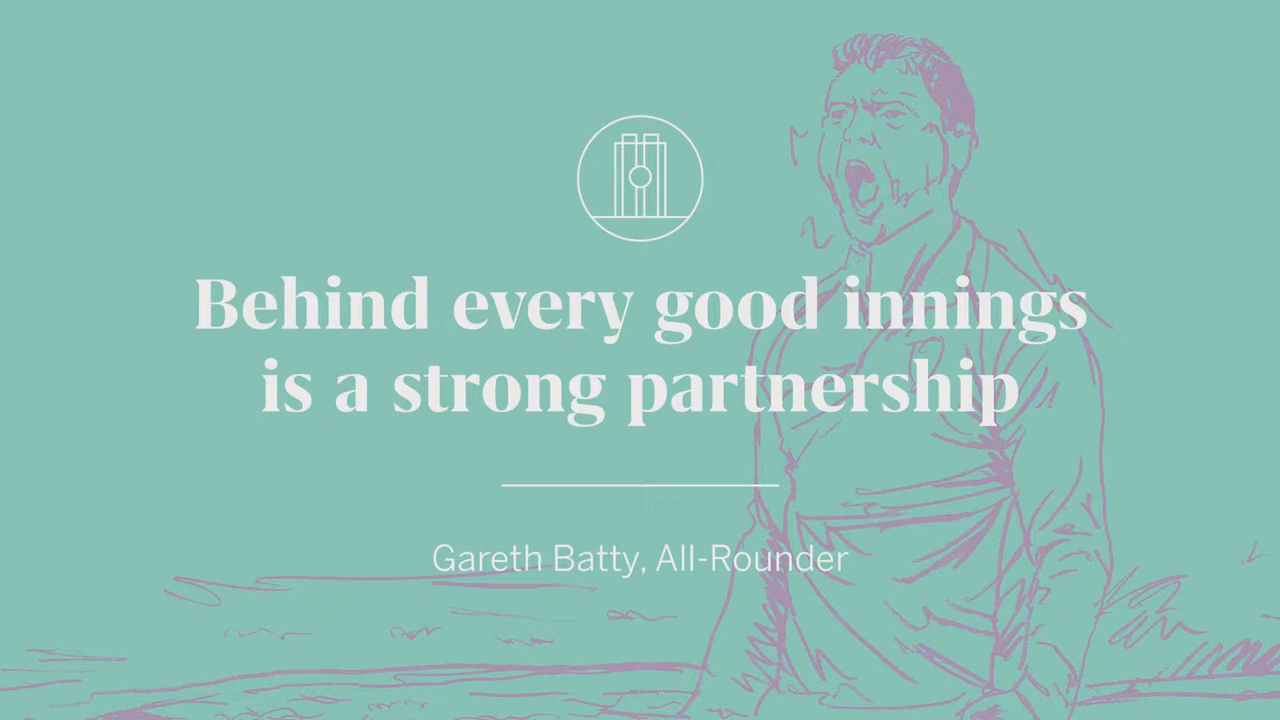 Behind every good innings
is a strong partnership
Gareth Batty, All-Rounder